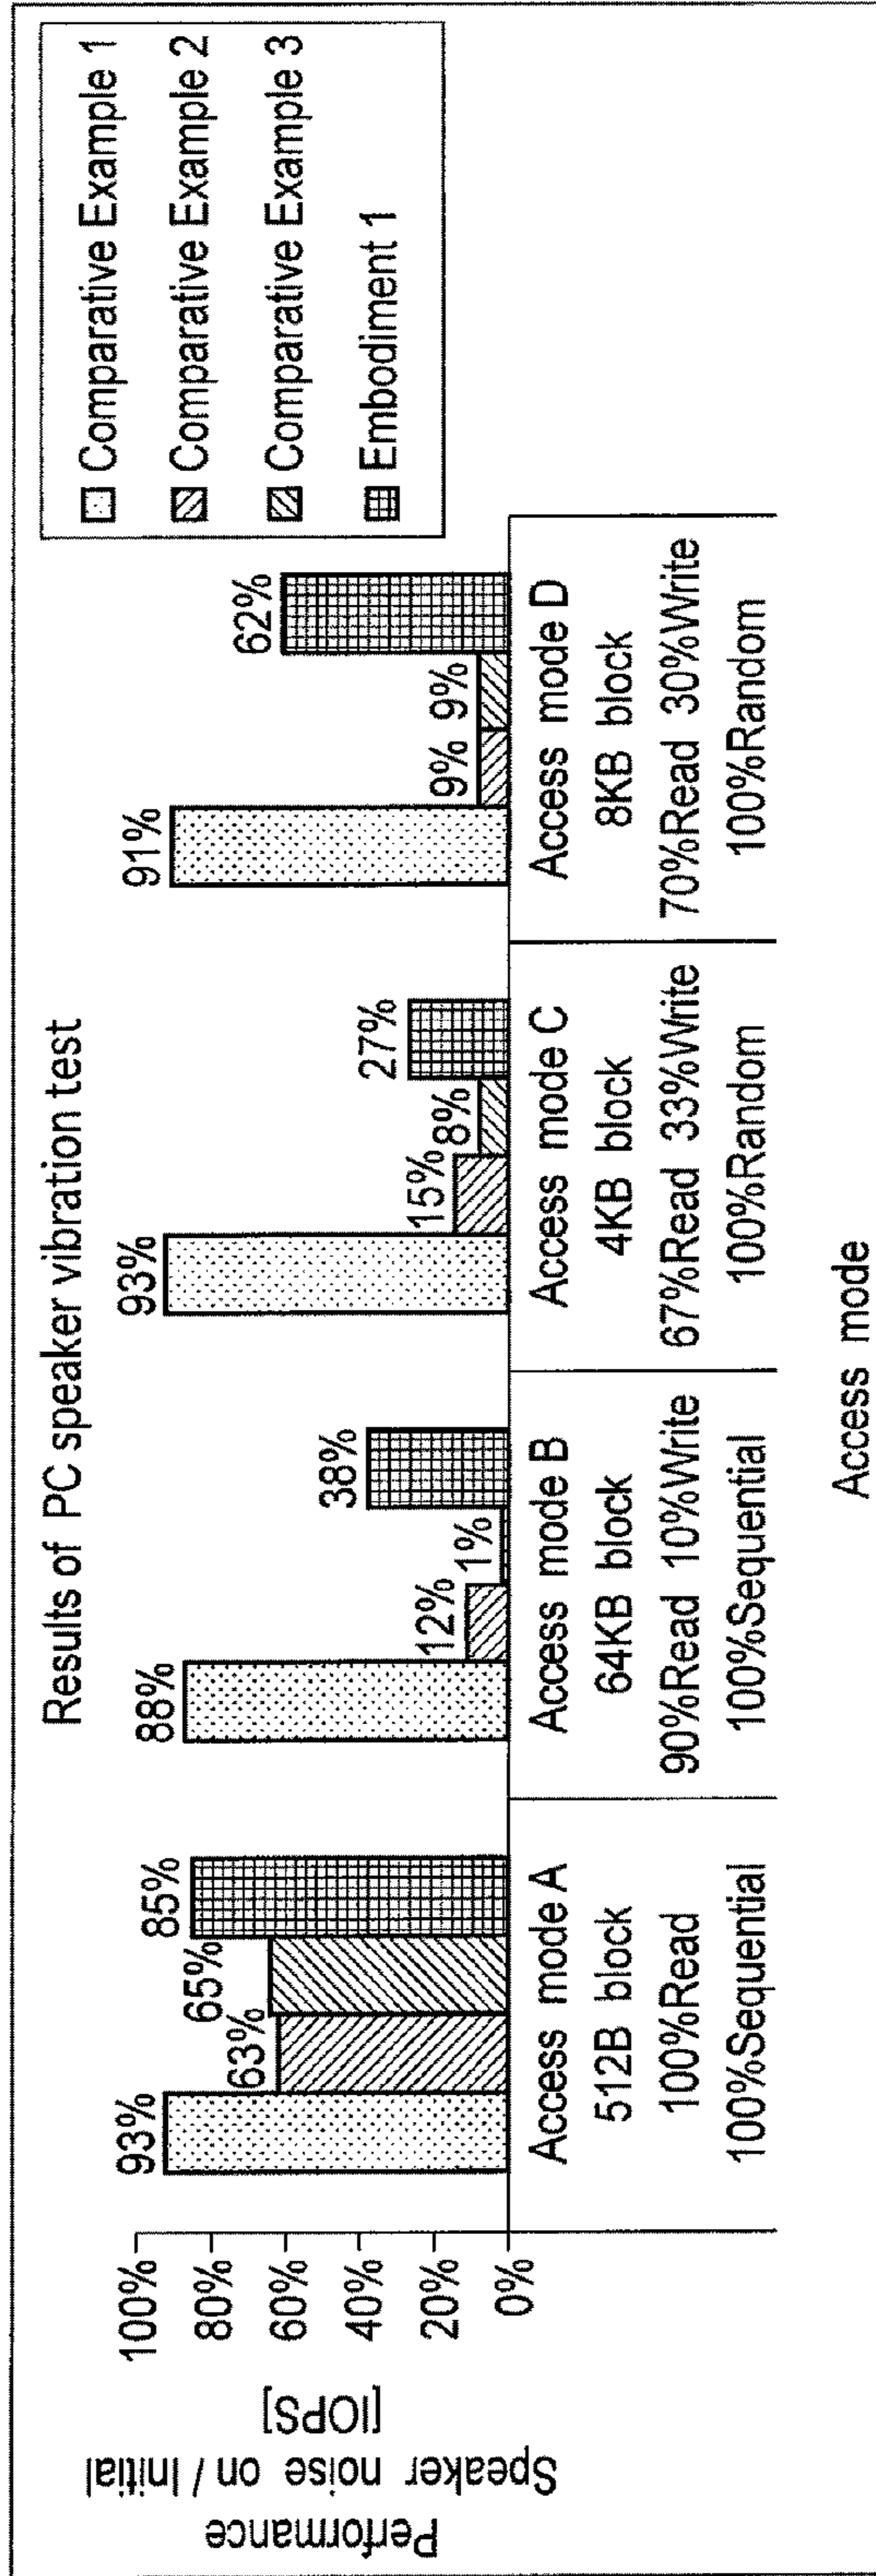 Results of PC speaker vibration test
Comparative Example 1
Comparative Example 2
Comparative Example 3
Embodiment 1
Performance
Speaker noise on / Initial
[IOPS]
100%
80%
60%
40%
20%
0%
93%
63%
65%
85%
88%
12%
1%
38%
93%
15%
8%
27%
91%
9%
9%
62%
Access mode A
512B block
100%Read
100%Sequential
Access mode B
64KB block
90%Read 10%Write
100%Sequential
Access mode C
4KB block
67%Read 33%Write
100%Random
Access mode D
8KB block
70%Read 30%Write
100%Random
Access mode